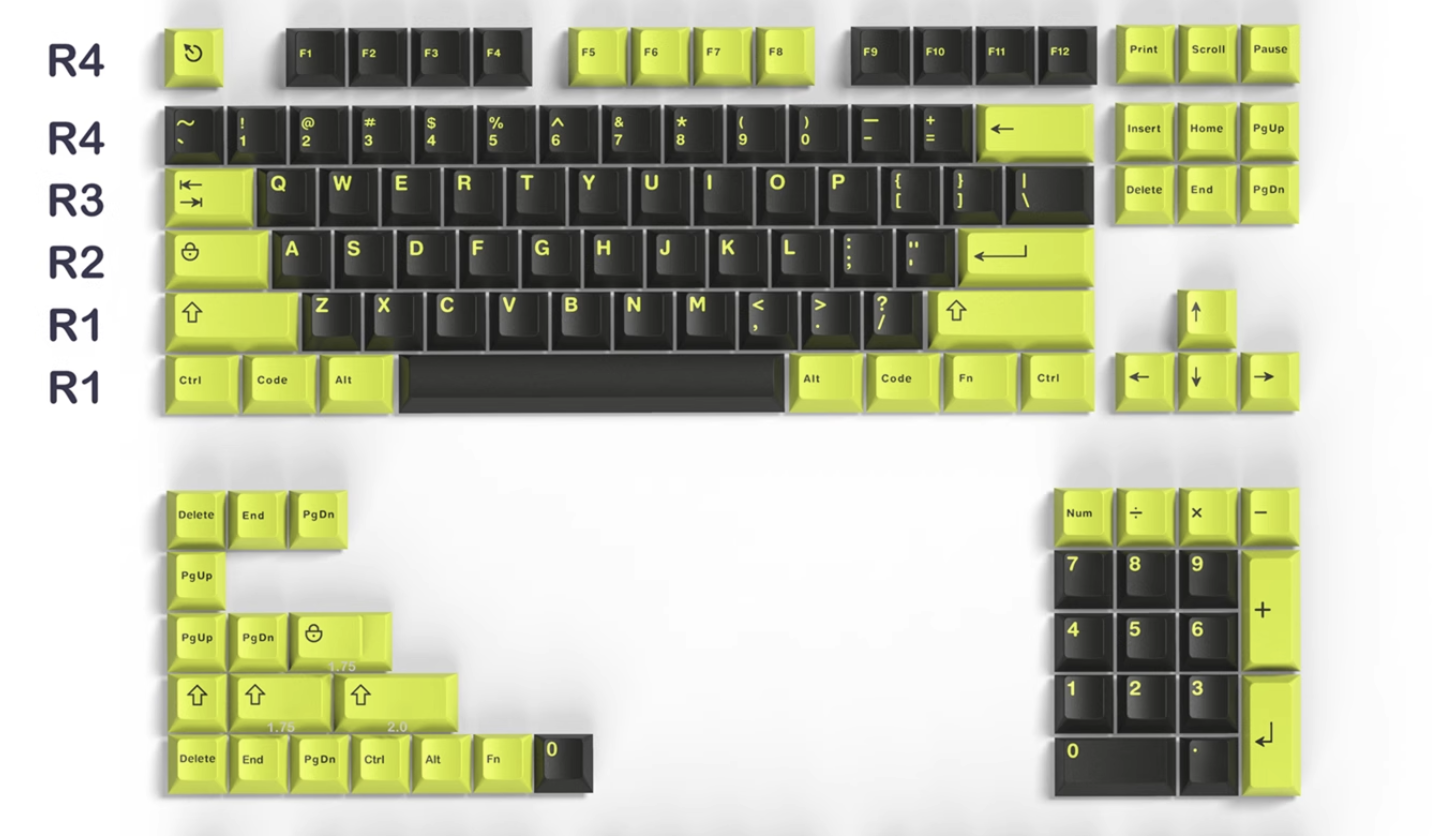 R4 F1 F2 F3 F4 F5 F6 F7 F8 F9 F10 F11 F12 Print Scroll Pause
~ ! @ # $ % ^ & * ( ) — +
R4 ` 1 2 3 4 5 6 7 8 9 0 - = ← Insert Home PgUp
R3 Q W E R T Y U I O P { } | Delete End PgDn
[ ] \
R2 A S D F G H J K L : "
; '
R1 Z X C V B N M < > ?
, . /
↑
R1 Ctrl Code Alt Alt Code Fn Ctrl ← ↓ →
Delete End PgDn Num ÷ × −
PgUp 7 8 9
+
PgUp PgDn 4 5 6
1.75
1 2 3
1.75 2.0
Delete End PgDn Ctrl Alt Fn 0 0 .